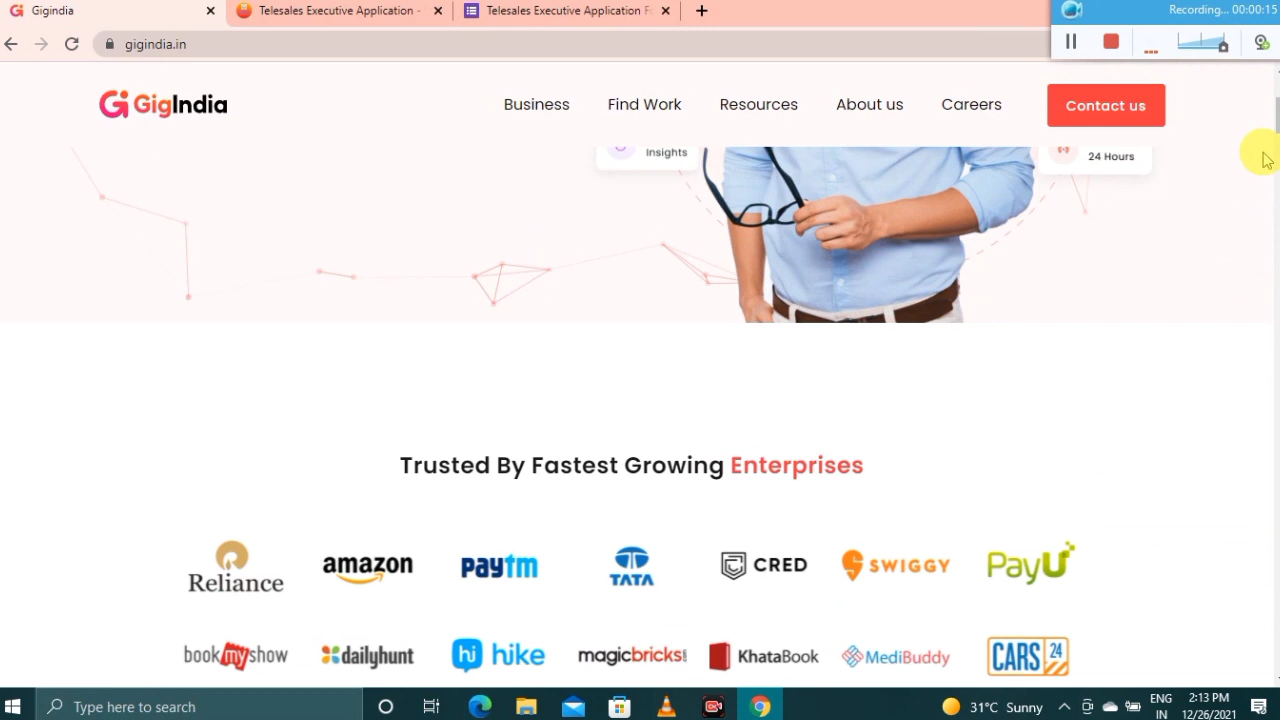 Gigindia
Telesales Executive Application -
Telesales Executive Application F
Recording... 00:00:15
gigindia.in
GigIndia
Business
Find Work
Resources
About us
Careers
Contact us
Insights
24 Hours
Trusted By Fastest Growing Enterprises
Reliance
amazon
paytm
TATA
CRED
SWIGGY
PayU
bookmyshow
dailyhunt
hi hike
magicbricks
KhataBook
MediBuddy
CARS 24
Type here to search
31°C Sunny
ENG
IN
2:13 PM
12/26/2021